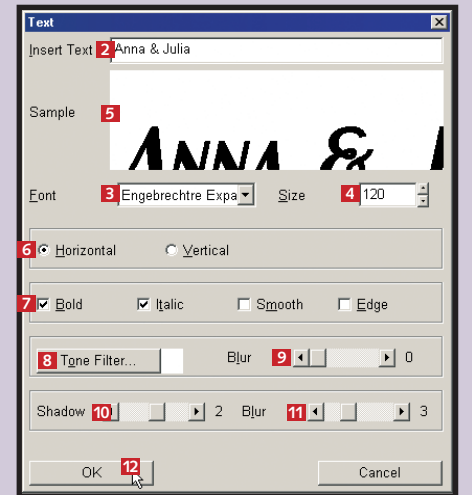 Text
Insert Text 2 Anna & Julia
Sample 5
ANNA &
Font 3 Engebrechtre Expa Size 4 120
6 Horizontal Vertical
7 Bold Italic Smooth Edge
8 Tone Filter... Blur 9 0
Shadow 10 2 Blur 11 3
OK 12 Cancel